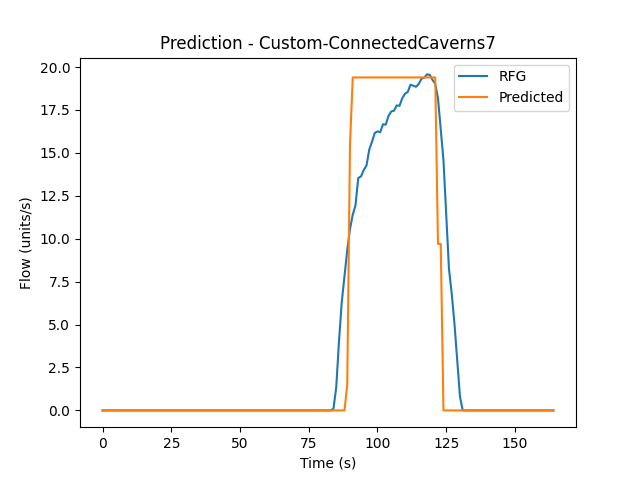 Prediction - Custom-ConnectedCaverns7
RFG
Predicted
20.0
17.5
15.0
12.5
10.0
7.5
5.0
2.5
0.0
Flow (units/s)
0 25 50 75 100 125 150
Time (s)